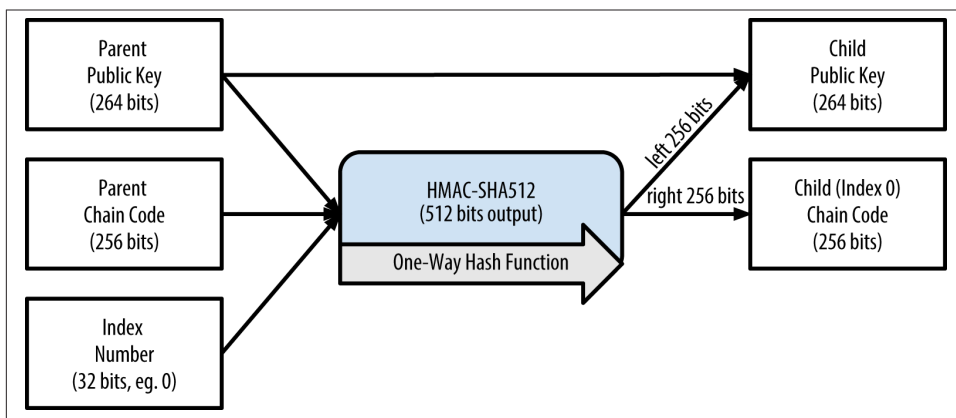 Parent
Public Key
(264 bits)
Parent
Chain Code
(256 bits)
Index
Number
(32 bits, eg. 0)
HMAC-SHA512
(512 bits output)
One-Way Hash Function
left 256 bits
right 256 bits
Child
Public Key
(264 bits)
Child (Index 0)
Chain Code
(256 bits)